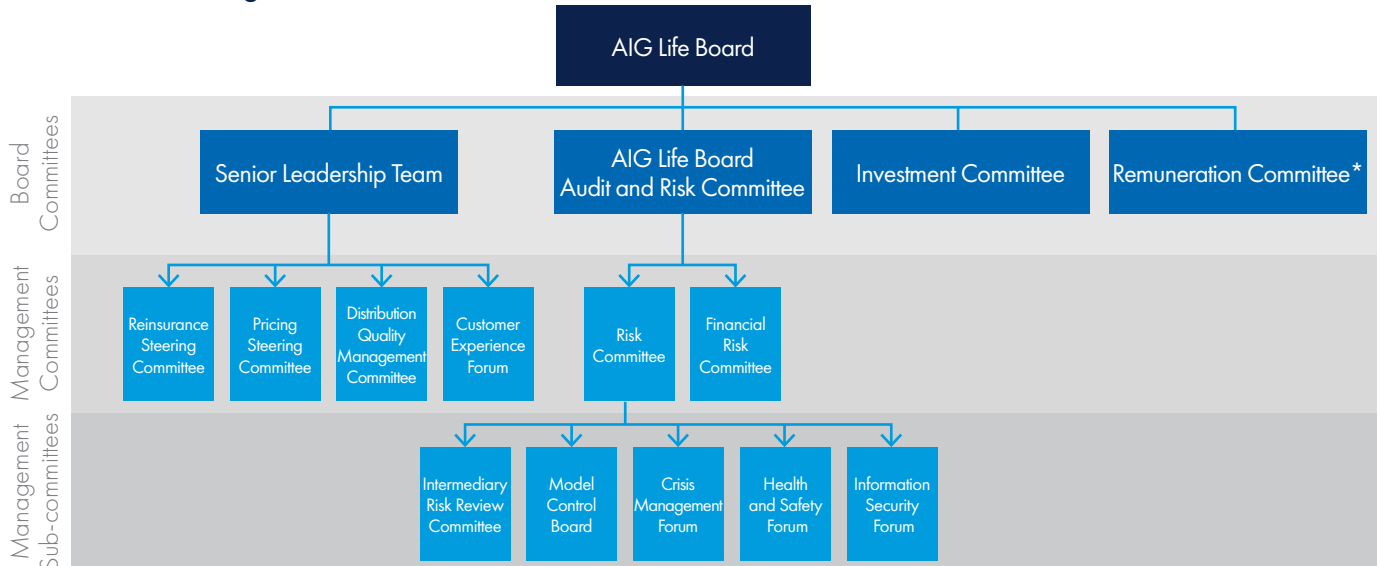 AIG Life Board
Board
Committees
Senior Leadership Team
AIG Life Board
Audit and Risk Committee
Investment Committee
Remuneration Committee*
Management
Committees
Reinsurance
Steering
Committee
Pricing
Steering
Committee
Distribution
Quality
Management
Committee
Customer
Experience
Forum
Risk
Committee
Financial
Risk
Committee
Management
Sub-committees
Intermediary
Risk Review
Committee
Model
Control
Board
Crisis
Management
Forum
Health
and Safety
Forum
Information
Security
Forum